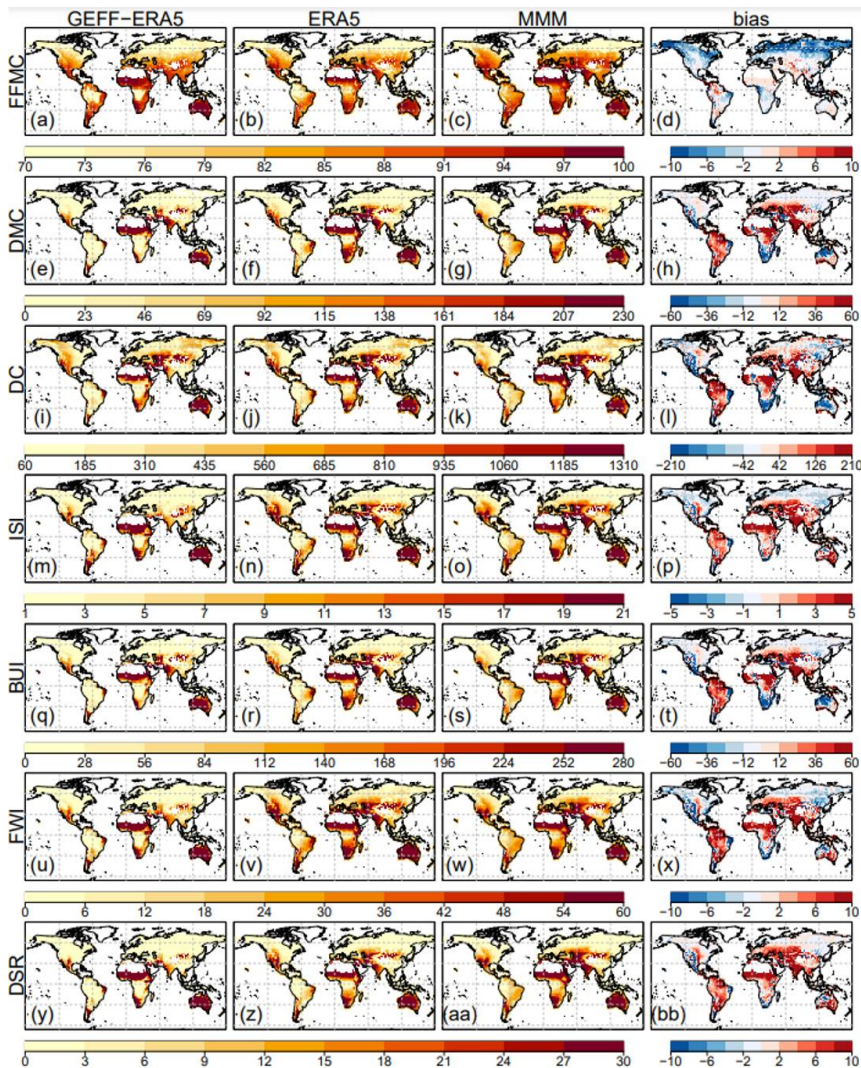 GEFF−ERA5 ERA5 MMM bias
FFMC (a) (b) (c) (d)
70 73 76 79 82 85 88 91 94 97 100 −10 −6 −2 2 6 10
DMC (e) (f) (g) (h)
0 23 46 69 92 115 138 161 184 207 230 −60 −36 −12 12 36 60
DC (i) (j) (k) (l)
60 185 310 435 560 685 810 935 1060 1185 1310 −210 −42 42 126 210
ISI (m) (n) (o) (p)
1 3 5 7 9 11 13 15 17 19 21 −5 −3 −1 1 3 5
BUI (q) (r) (s) (t)
0 28 56 84 112 140 168 196 224 252 280 −60 −36 −12 12 36 60
FWI (u) (v) (w) (x)
0 6 12 18 24 30 36 42 48 54 60 −10 −6 −2 2 6 10
DSR (y) (z) (aa) (bb)
0 3 6 9 12 15 18 21 24 27 30 −10 −6 −2 2 6 10